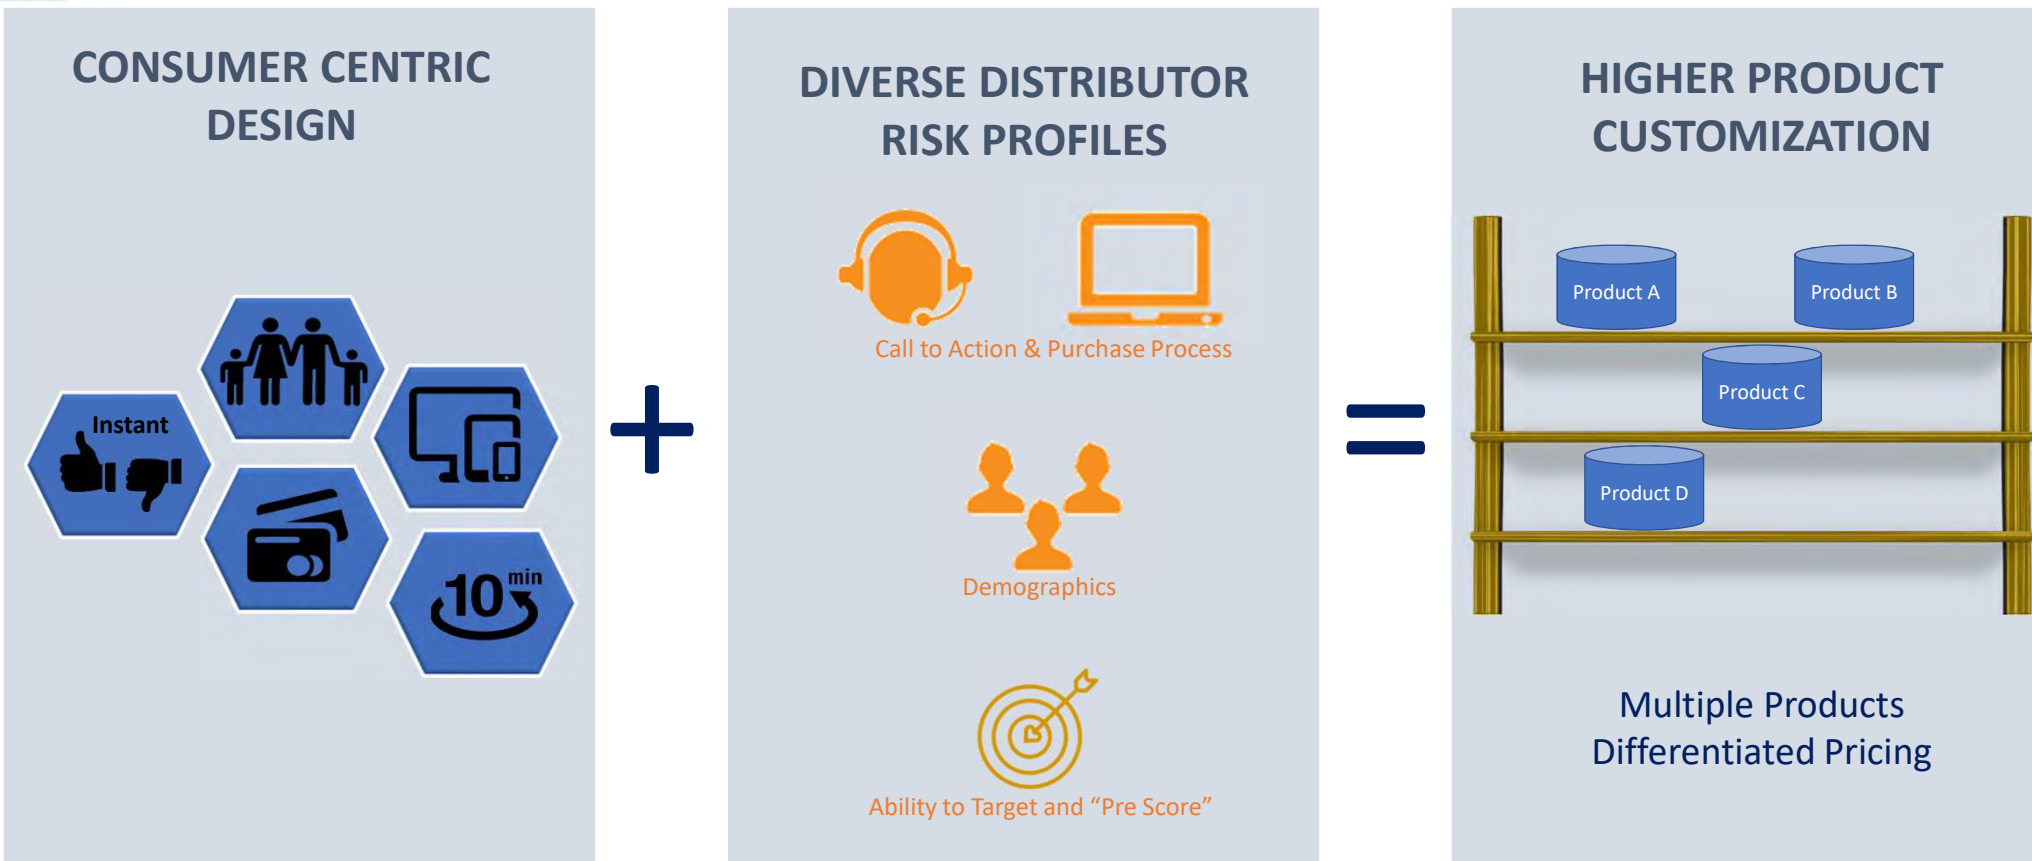 CONSUMER CENTRIC
DESIGN
Instant
10 min
DIVERSE DISTRIBUTOR
RISK PROFILES
Call to Action & Purchase Process
Demographics
Ability to Target and “Pre Score”
HIGHER PRODUCT
CUSTOMIZATION
Product A
Product B
Product C
Product D
Multiple Products
Differentiated Pricing